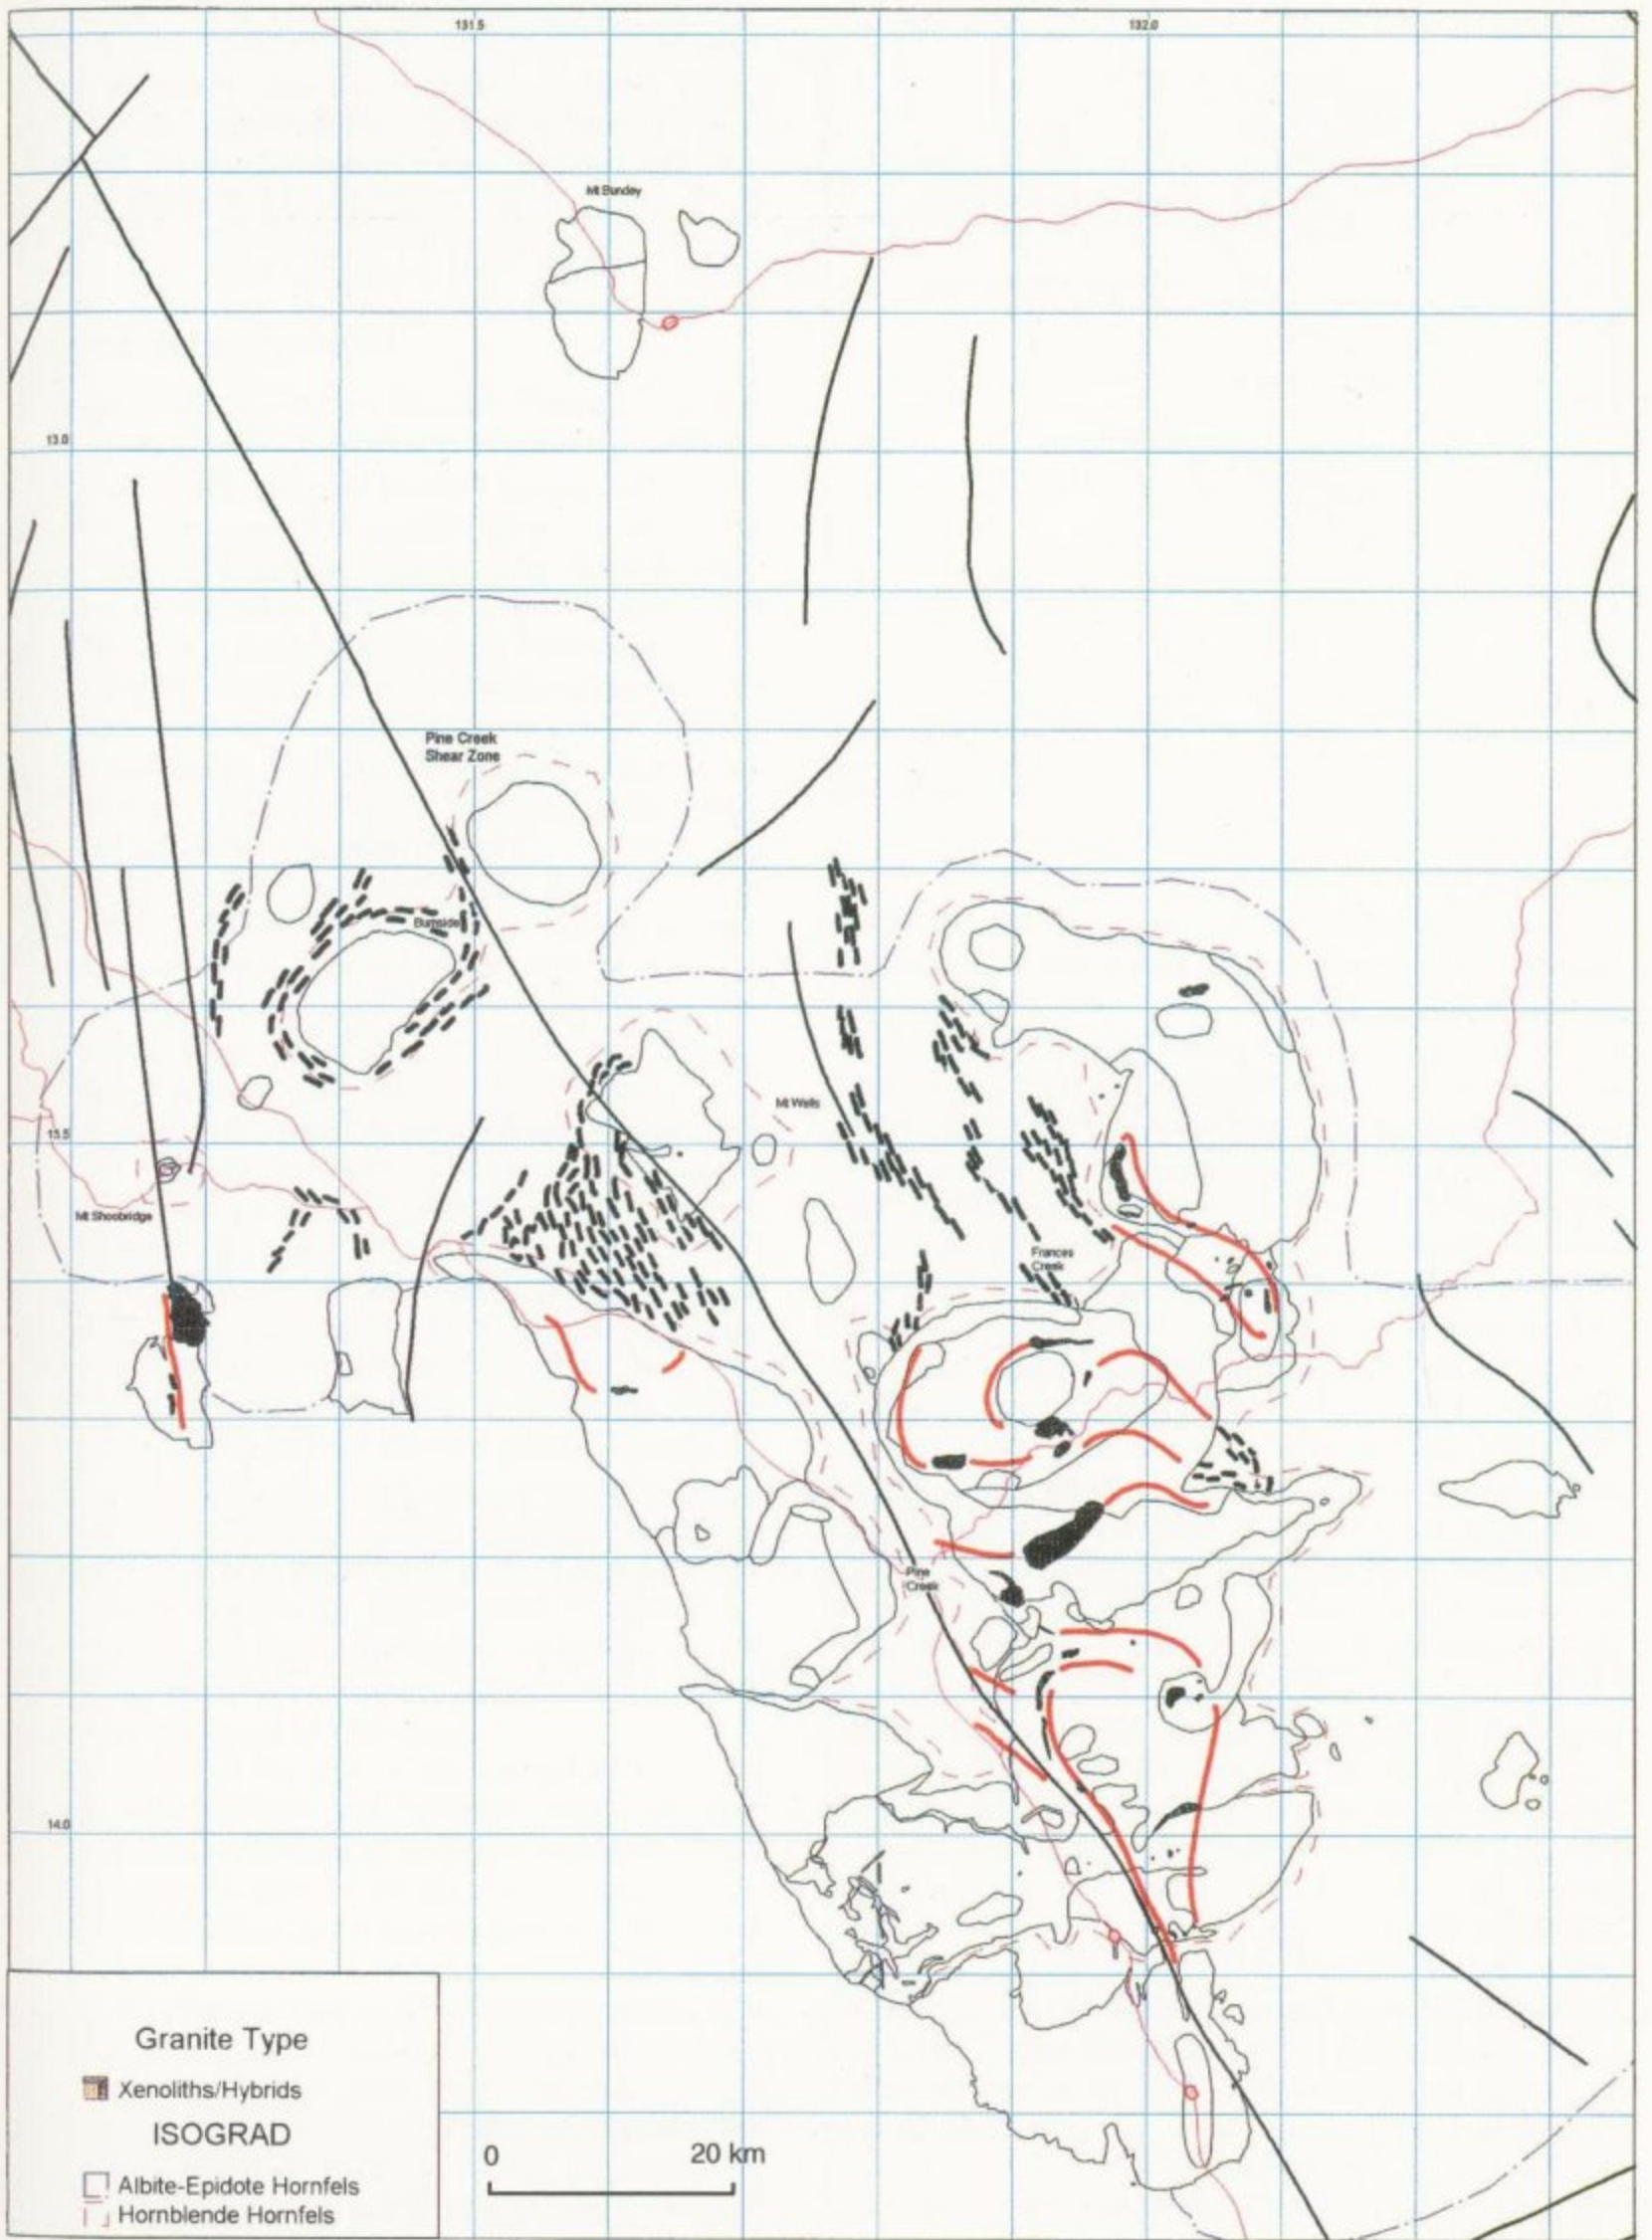 131.5
132.0
Mt Bundey
13.0
Pine Creek
Shear Zone
Burnside
Mt Wells
13.5
Mt Shoobridge
Frances
Creek
Pine
Creek
14.0
Granite Type
Xenoliths/Hybrids
ISOGRAD
Albite-Epidote Hornfels
Hornblende Hornfels
0
20 km